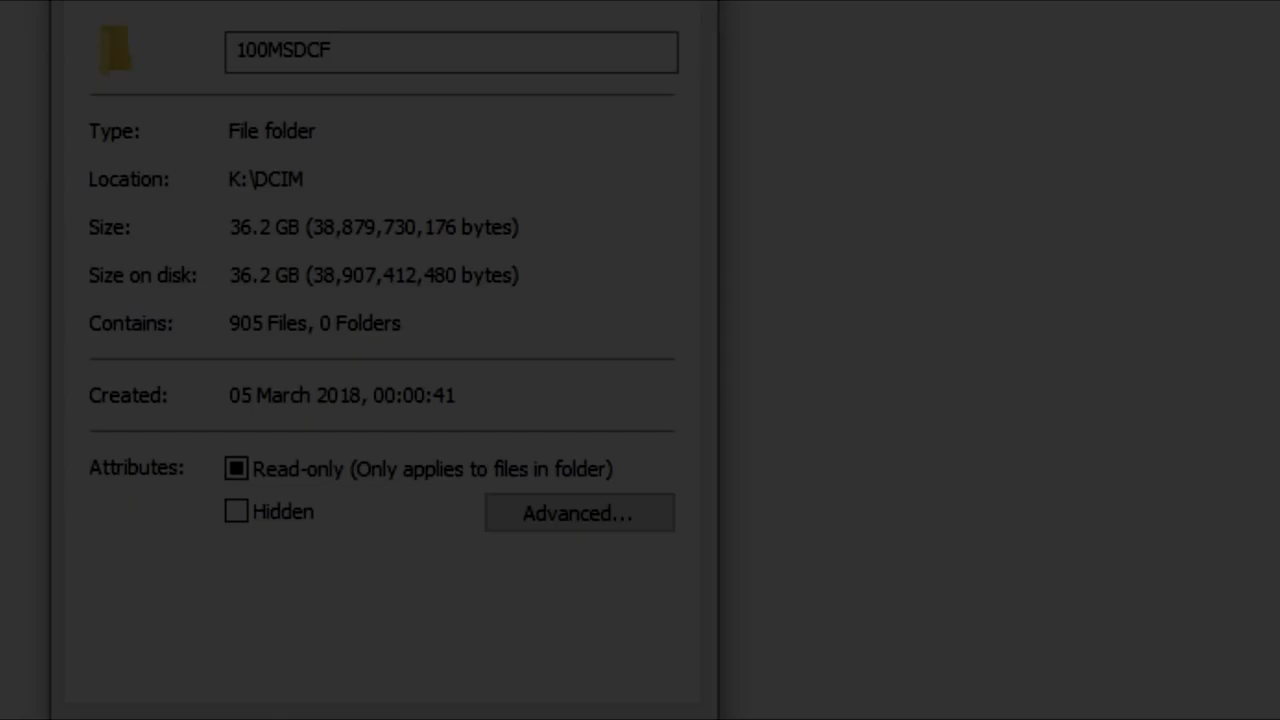 100MSDCF
Type: File folder
Location: K:\DCIM
Size: 36.2 GB (38,879,730,176 bytes)
Size on disk: 36.2 GB (38,907,412,480 bytes)
Contains: 905 Files, 0 Folders
Created: 05 March 2018, 00:00:41
Attributes: Read-only (Only applies to files in folder)
Hidden Advanced...